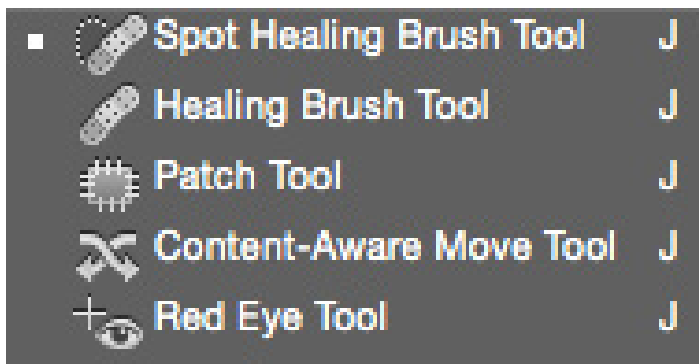 Spot Healing Brush Tool J
Healing Brush Tool J
Patch Tool J
Content-Aware Move Tool J
Red Eye Tool J